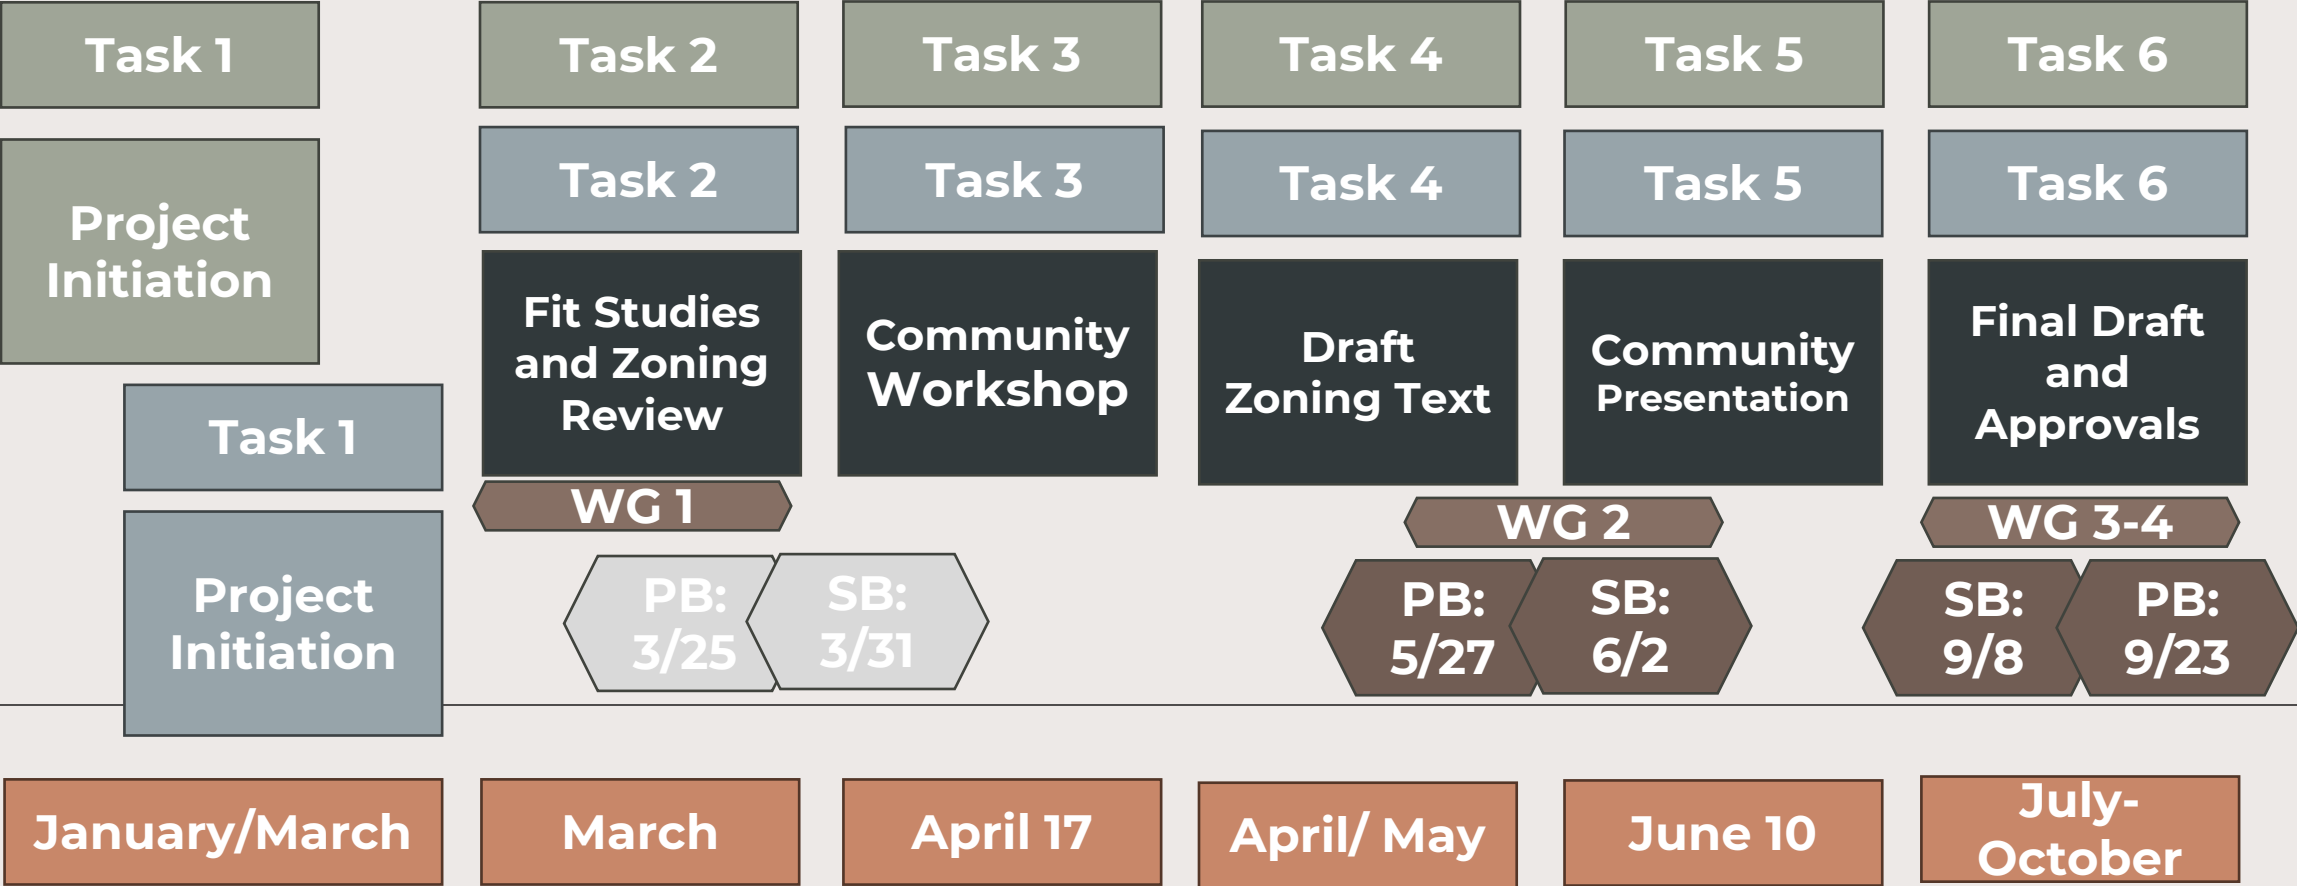 Task 1
Task 2
Task 3
Task 4
Task 5
Task 6
Project
Initiation
Task 2
Task 3
Task 4
Task 5
Task 6
Fit Studies
and Zoning
Review
Community
Workshop
Draft
Zoning Text
Community
Presentation
Final Draft
and
Approvals
Task 1
Project
Initiation
WG 1
WG 2
WG 3-4
PB:
3/25
SB:
3/31
PB:
5/27
SB:
6/2
SB:
9/8
PB:
9/23
January/March
March
April 17
April/ May
June 10
July-
October